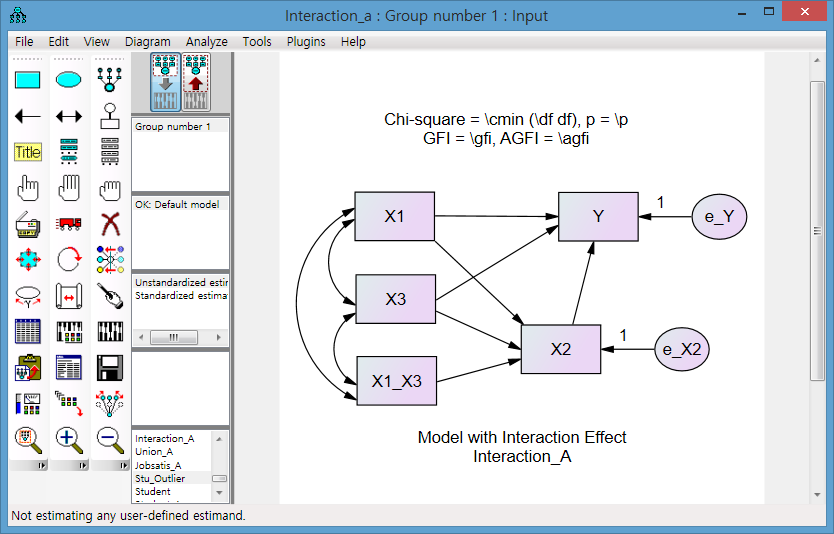 Interaction_a : Group number 1 : Input
File Edit View Diagram Analyze Tools Plugins Help
Title
Group number 1
OK: Default model
Unstandardized estir
Standardized estima
Interaction_A
Union_A
Jobsatis_A
Stu_Outlier
Student
Chi-square = \cmin (\df df), p = \p
GFI = \gfi, AGFI = \agfi
X1
Y
1
e_Y
X3
X2
1
e_X2
X1_X3
Model with Interaction Effect
Interaction_A
Not estimating any user-defined estimand.